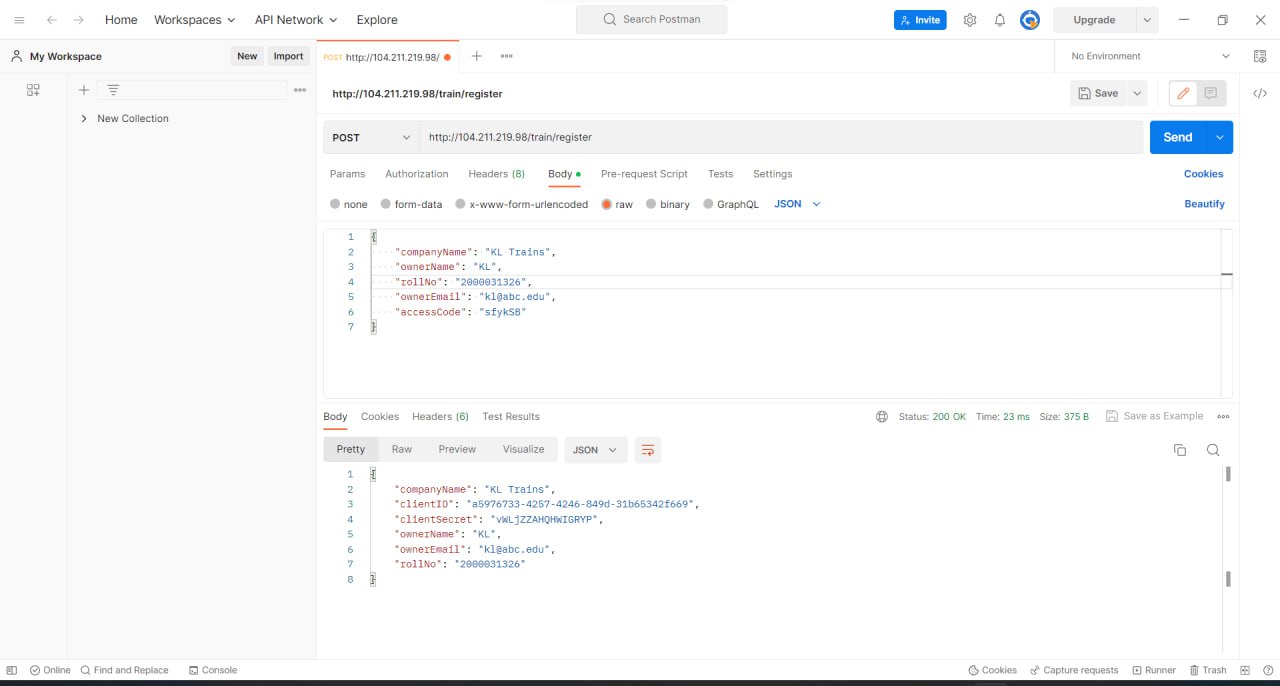 Home Workspaces API Network Explore Search Postman Invite Upgrade
My Workspace New Import POST http://104.211.219.98/ No Environment
http://104.211.219.98/train/register Save
New Collection
POST http://104.211.219.98/train/register Send
Params Authorization Headers (8) Body Pre-request Script Tests Settings Cookies
none form-data x-www-form-urlencoded raw binary GraphQL JSON Beautify
1 {
2 "companyName": "KL Trains",
3 "ownerName": "KL",
4 "rollNo": "2000031326",
5 "ownerEmail": "kl@abc.edu",
6 "accessCode": "sfykSB"
7 }
Body Cookies Headers (6) Test Results Status: 200 OK Time: 23 ms Size: 375 B Save as Example
Pretty Raw Preview Visualize JSON
1 {
2 "companyName": "KL Trains",
3 "clientID": "a5976733-4257-4246-849d-31b65342f669",
4 "clientSecret": "vWLjZZAHQHWIGRYP",
5 "ownerName": "KL",
6 "ownerEmail": "kl@abc.edu",
7 "rollNo": "2000031326"
8 }
Online Find and Replace Console Cookies Capture requests Runner Trash